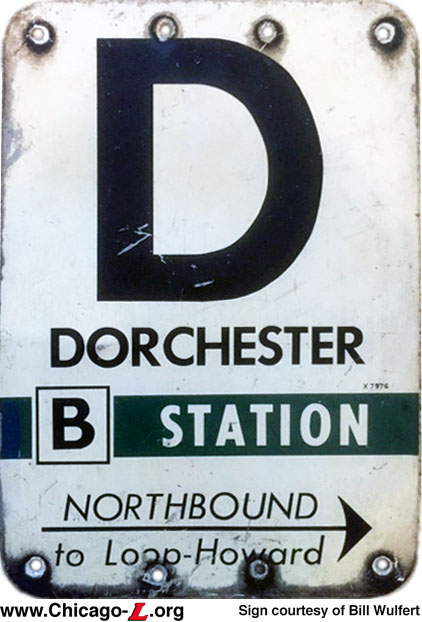 D
DORCHESTER
X7976
B STATION
NORTHBOUND
to Loop-Howard
www.Chicago-L.org Sign courtesy of Bill Wulfert